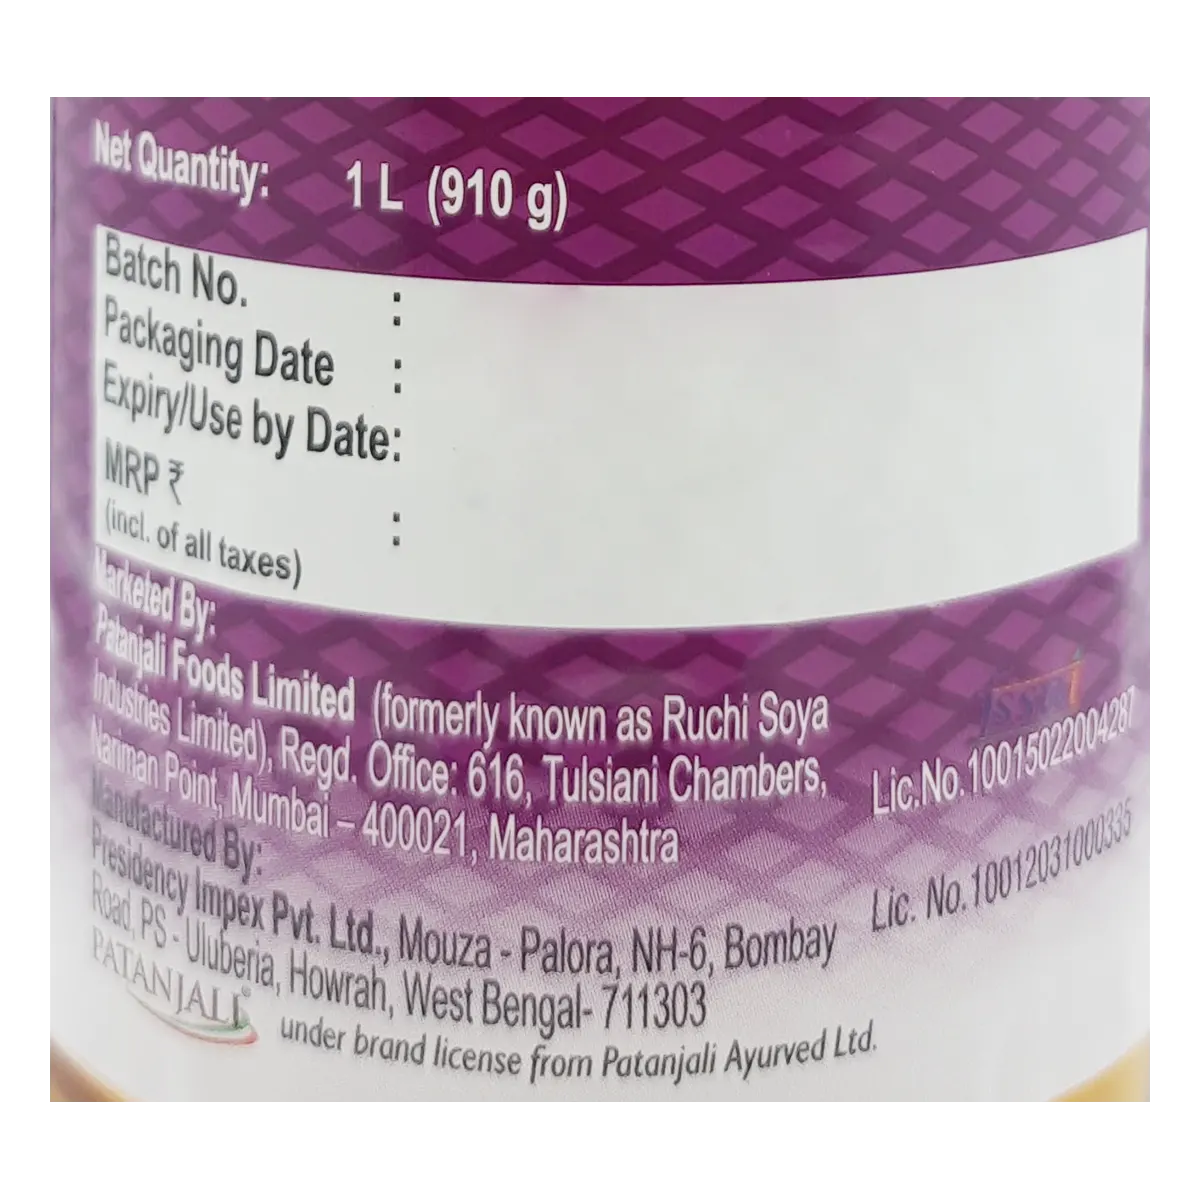 Net Quantity: 1 L (910 g)
Batch No. :
Packaging Date :
Expiry/Use by Date:
MRP ₹ :
(incl. of all taxes)
Marketed By:
Patanjali Foods Limited (formerly known as Ruchi Soya
Industries Limited), Regd. Office: 616, Tulsiani Chambers,
Nariman Point, Mumbai – 400021, Maharashtra
Lic.No.10015022004287
Manufactured By:
Presidency Impex Pvt. Ltd., Mouza - Palora, NH-6, Bombay
Road, PS - Uluberia, Howrah, West Bengal- 711303
Lic. No.10012031000335
PATANJALI®
under brand license from Patanjali Ayurved Ltd.